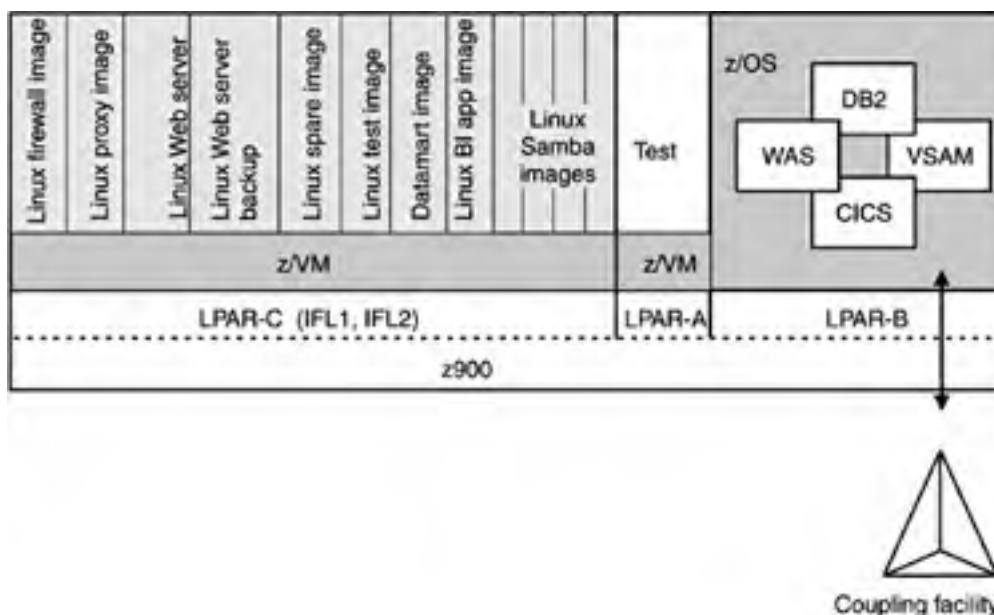 Linux firewall image
Linux proxy image
Linux Web server
Linux Web server
backup
Linux spare image
Linux test image
Datamart image
Linux BI app image
Linux
Samba
images
Test
z/OS
DB2
WAS
VSAM
CICS
z/VM
z/VM
LPAR-C (IFL1, IFL2)
LPAR-A
LPAR-B
z900
Coupling facility